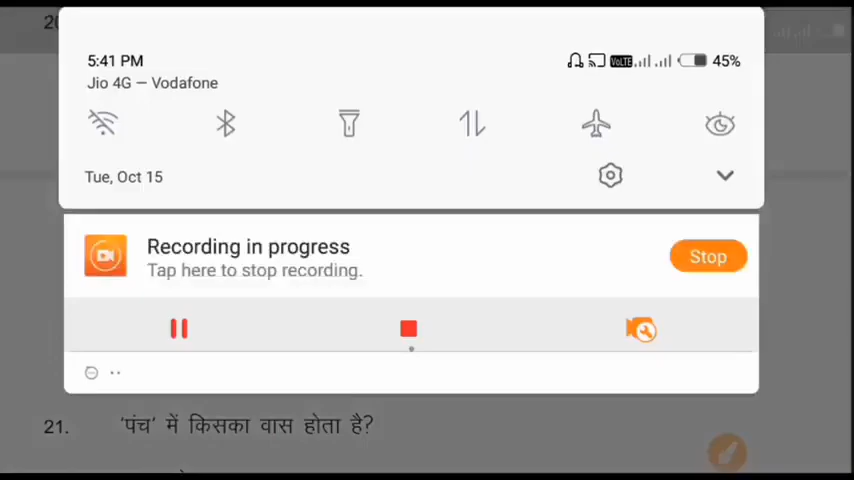 5:41 PM
VoLTE
45%
Jio 4G — Vodafone
Tue, Oct 15
Recording in progress
Tap here to stop recording.
Stop
21. ‘पंच’ में किसका वास होता है?